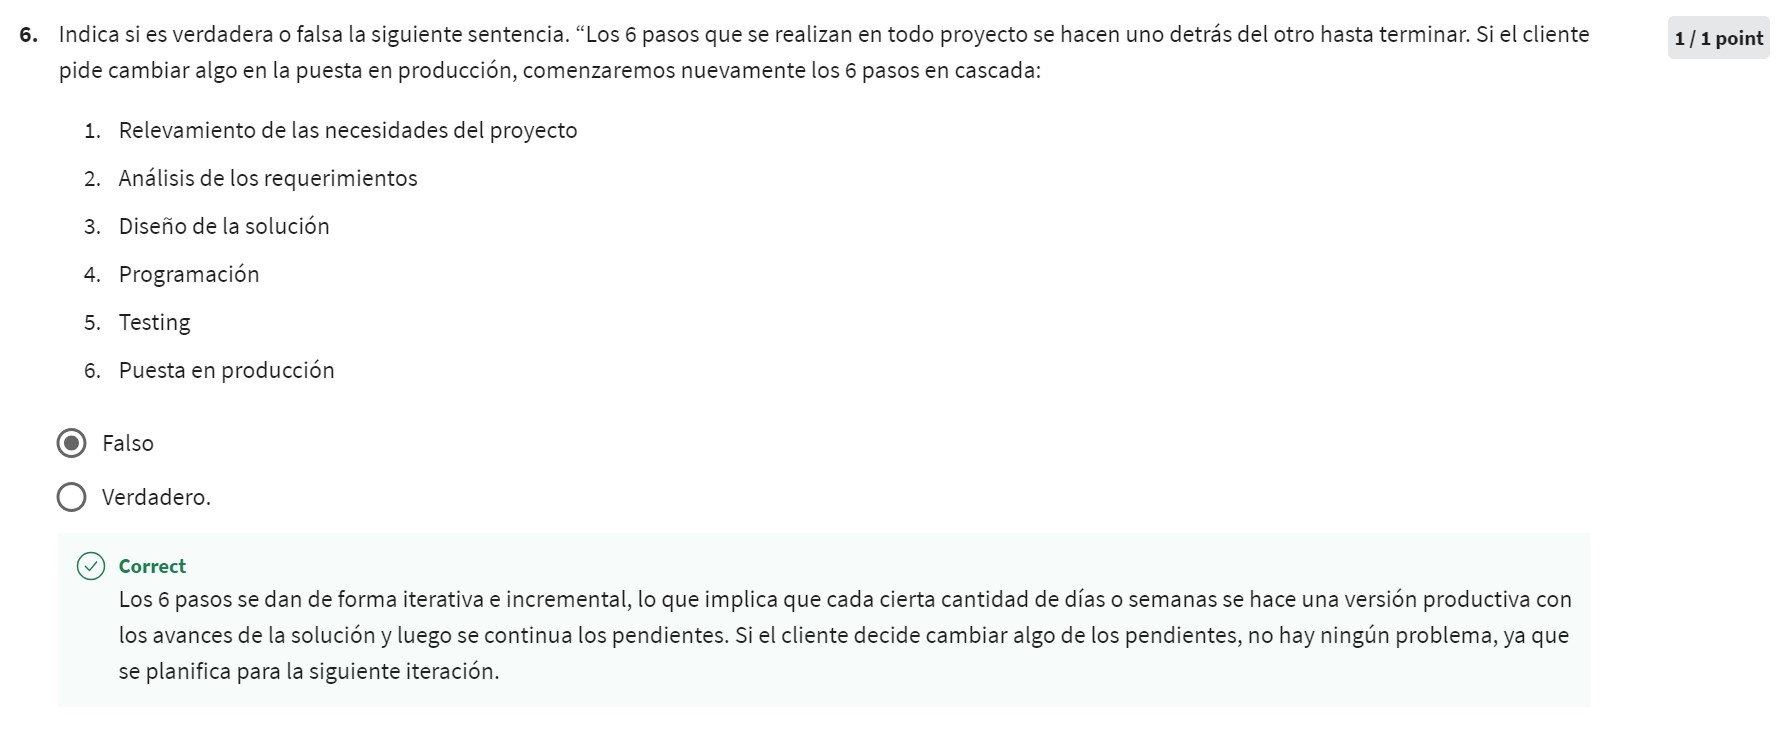 6. Indica si es verdadera o falsa la siguiente sentencia. “Los 6 pasos que se realizan en todo proyecto se hacen uno detrás del otro hasta terminar. Si el cliente
1 / 1 point
pide cambiar algo en la puesta en producción, comenzaremos nuevamente los 6 pasos en cascada:
1. Relevamiento de las necesidades del proyecto
2. Análisis de los requerimientos
3. Diseño de la solución
4. Programación
5. Testing
6. Puesta en producción
Falso
Verdadero.
Correct
Los 6 pasos se dan de forma iterativa e incremental, lo que implica que cada cierta cantidad de días o semanas se hace una versión productiva con
los avances de la solución y luego se continua los pendientes. Si el cliente decide cambiar algo de los pendientes, no hay ningún problema, ya que
se planifica para la siguiente iteración.